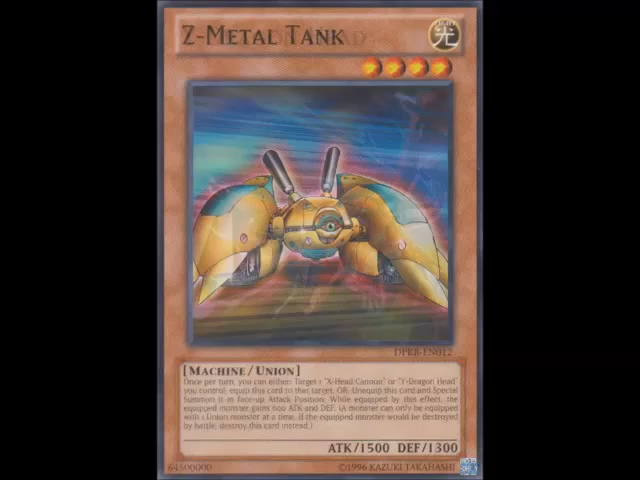 Z-METAL TANK
LIGHT
光
DPKB-EN012
[MACHINE/UNION]
Once per turn, you can either: Target 1 "X-Head Cannon" or "Y-Dragon Head"
you control; equip this card to that target, OR: Unequip this card and Special
Summon it in face-up Attack Position. While equipped by this effect, the
equipped monster gains 600 ATK and DEF. (A monster can only be equipped
with 1 Union monster at a time. If the equipped monster would be destroyed
by battle, destroy this card instead.)
ATK/1500 DEF/1300
64500000
©1996 KAZUKI TAKAHASHI